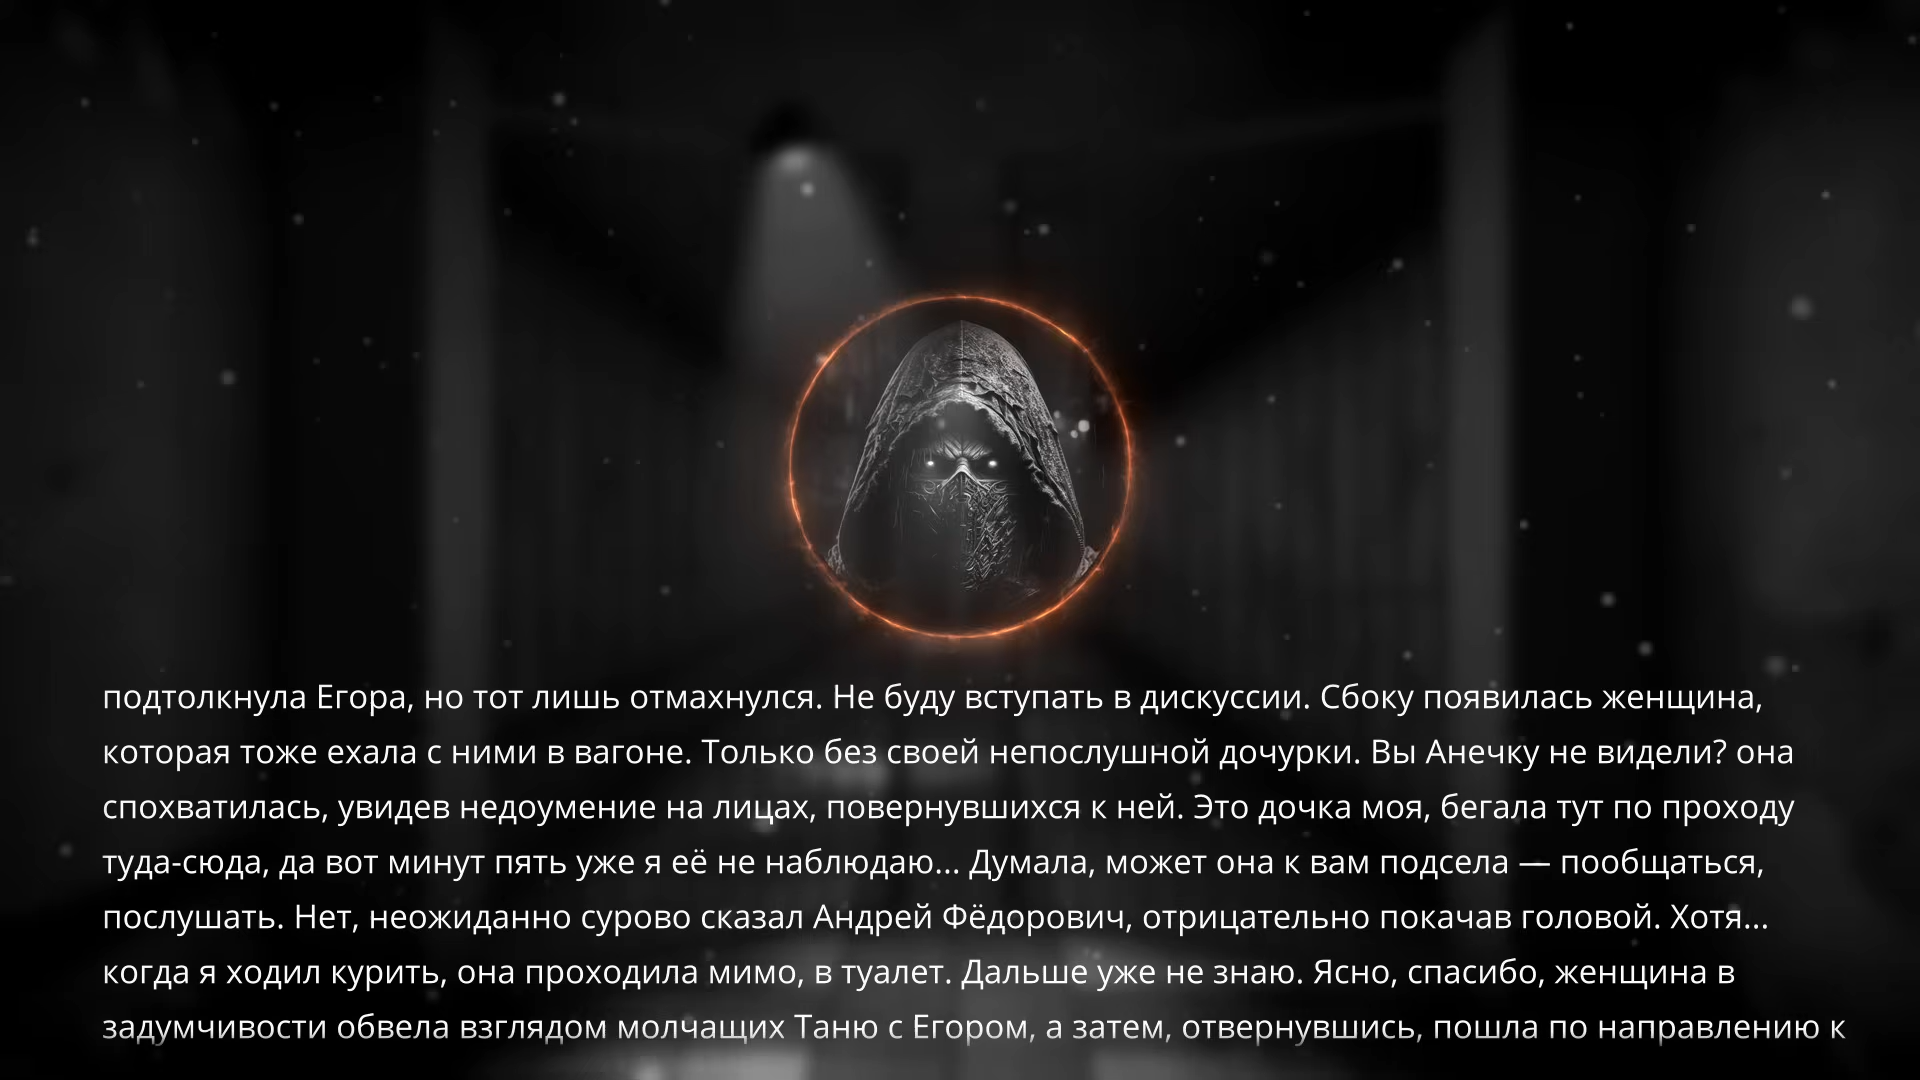 подтолкнула Егора, но тот лишь отмахнулся. Не буду вступать в дискуссии. Сбоку появилась женщина,
которая тоже ехала с ними в вагоне. Только без своей непослушной дочурки. Вы Анечку не видели? она
спохватилась, увидев недоумение на лицах, повернувшихся к ней. Это дочка моя, бегала тут по проходу
туда-сюда, да вот минут пять уже я её не наблюдаю... Думала, может она к вам подсела — пообщаться,
послушать. Нет, неожиданно сурово сказал Андрей Фёдорович, отрицательно покачав головой. Хотя...
когда я ходил курить, она проходила мимо, в туалет. Дальше уже не знаю. Ясно, спасибо, женщина в
задумчивости обвела взглядом молчащих Таню с Егором, а затем, отвернувшись, пошла по направлению к